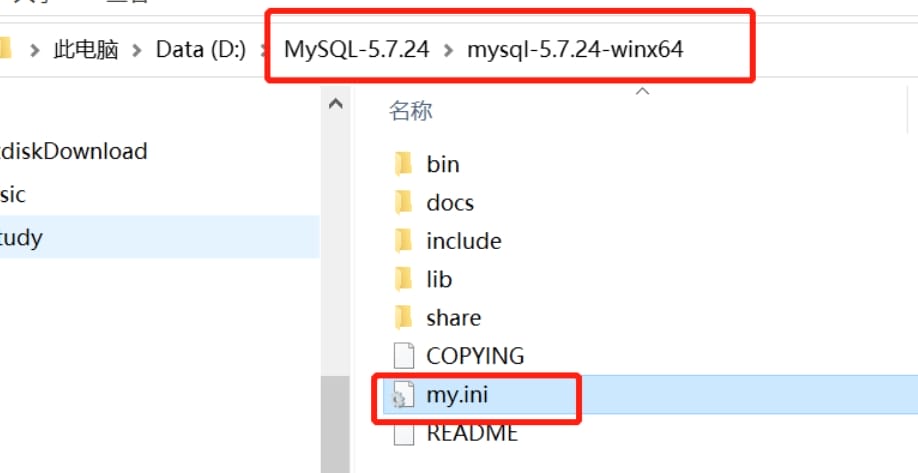 此电脑 > Data (D:) > MySQL-5.7.24 > mysql-5.7.24-winx64
名称
diskDownload
sic
tudy
bin
docs
include
lib
share
COPYING
my.ini
README